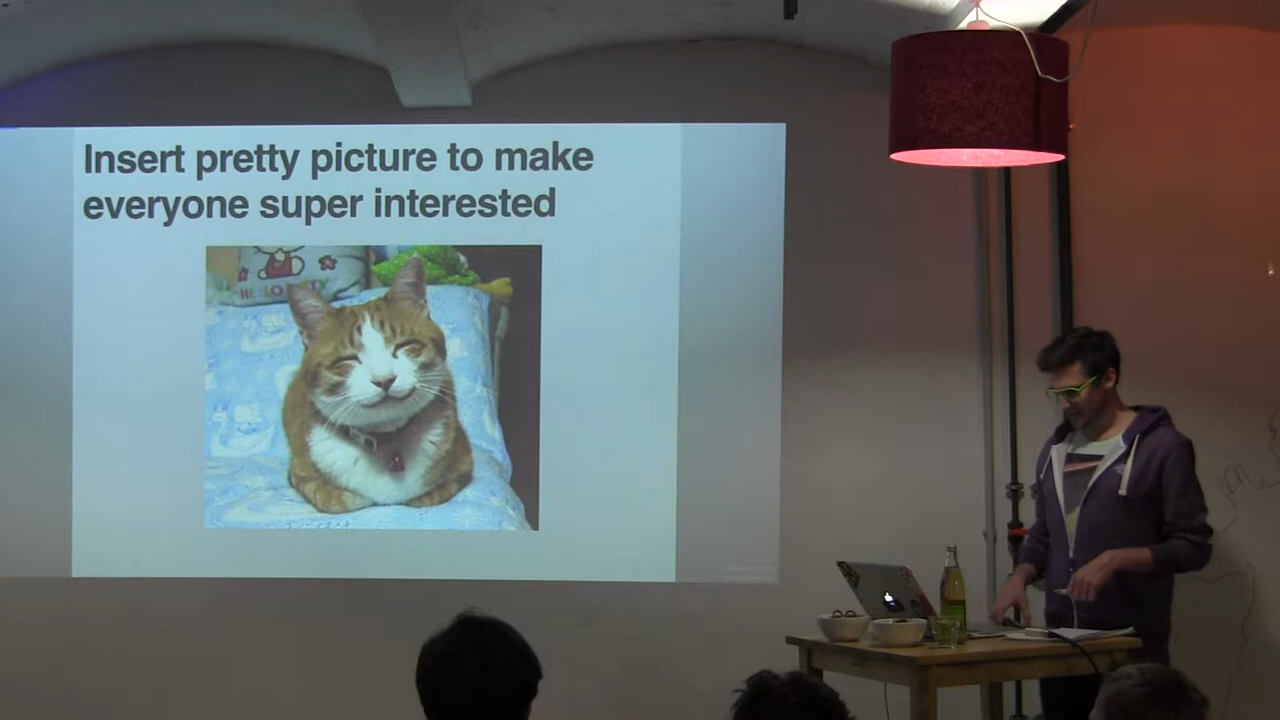 Insert pretty picture to make
everyone super interested
HELLO KITTY